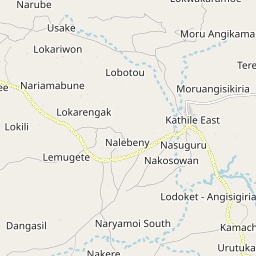 Narube
Lokwakaramoe
Usake
Moru Angikama
Lokariwon
Tere
Lobotou
ee
Nariamabune
Moruangisikiria
Lokarengak
Kathile East
Lokili
Nalebeny
Nasuguru
Lemugete
Nakosowan
Lodoket - Angisigiria
Dangasil
Naryamoi South
Kamach
Urutuka
Nakere